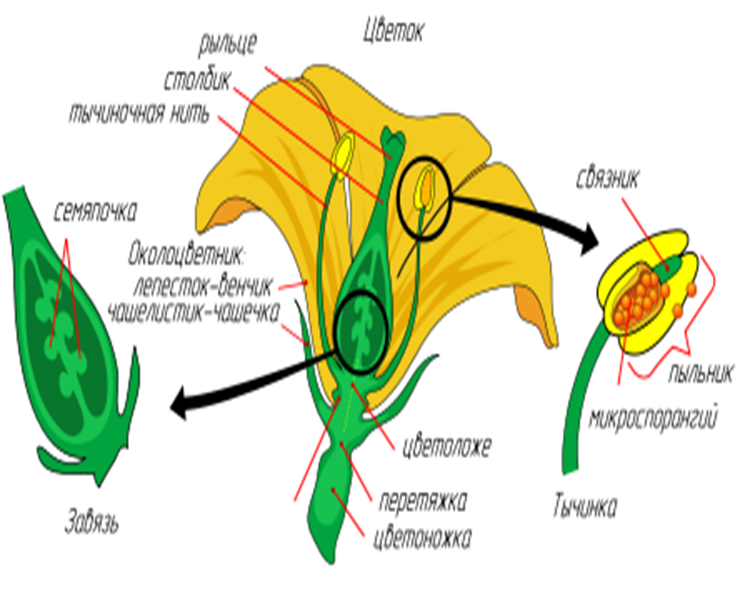 Цветок
рыльце
столбик
тычиночная нить
связник
семяпочка
Околоцветник:
лепесток-венчик
чашелистик-чашечка
пыльник
микроспорангий
цветоложе
перетяжка
цветоножка
Завязь
Тычинка